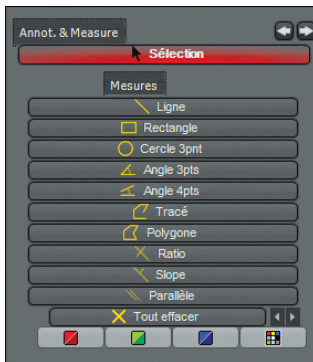 Annot. & Measure
Sélection
Mesures
Ligne
Rectangle
Cercle 3pnt
Angle 3pts
Angle 4pts
Tracé
Polygone
Ratio
Slope
Parallèle
Tout effacer